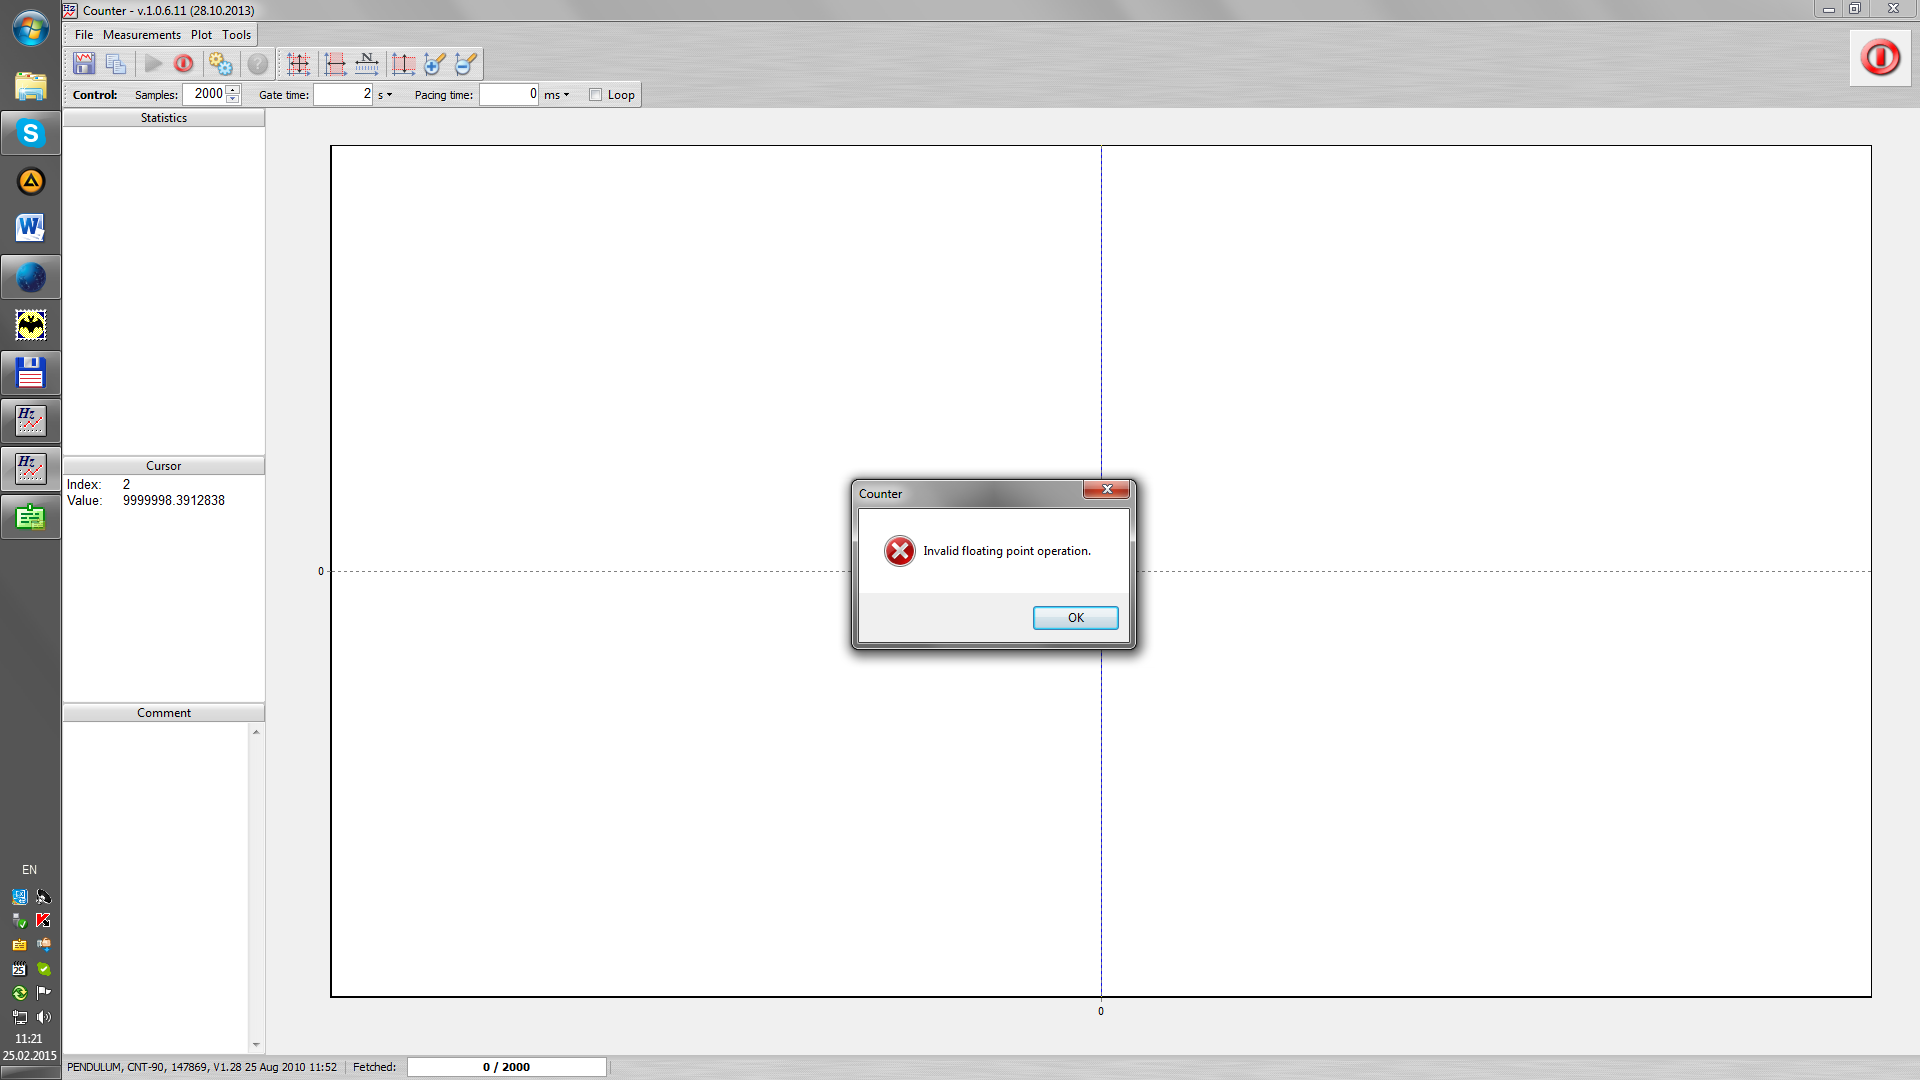 Counter - v.1.0.6.11 (28.10.2013)
File Measurements Plot Tools
N
Control: Samples: 2000 Gate time: 2 s Pacing time: 0 ms Loop
Statistics
Cursor
Index: 2
Value: 9999998.3912838
Comment
0
0
Counter
Invalid floating point operation.
OK
S
W
Hz
Hz
EN
25
11:21
25.02.2015
PENDULUM, CNT-90, 147869, V1.28 25 Aug 2010 11:52 Fetched: 0 / 2000